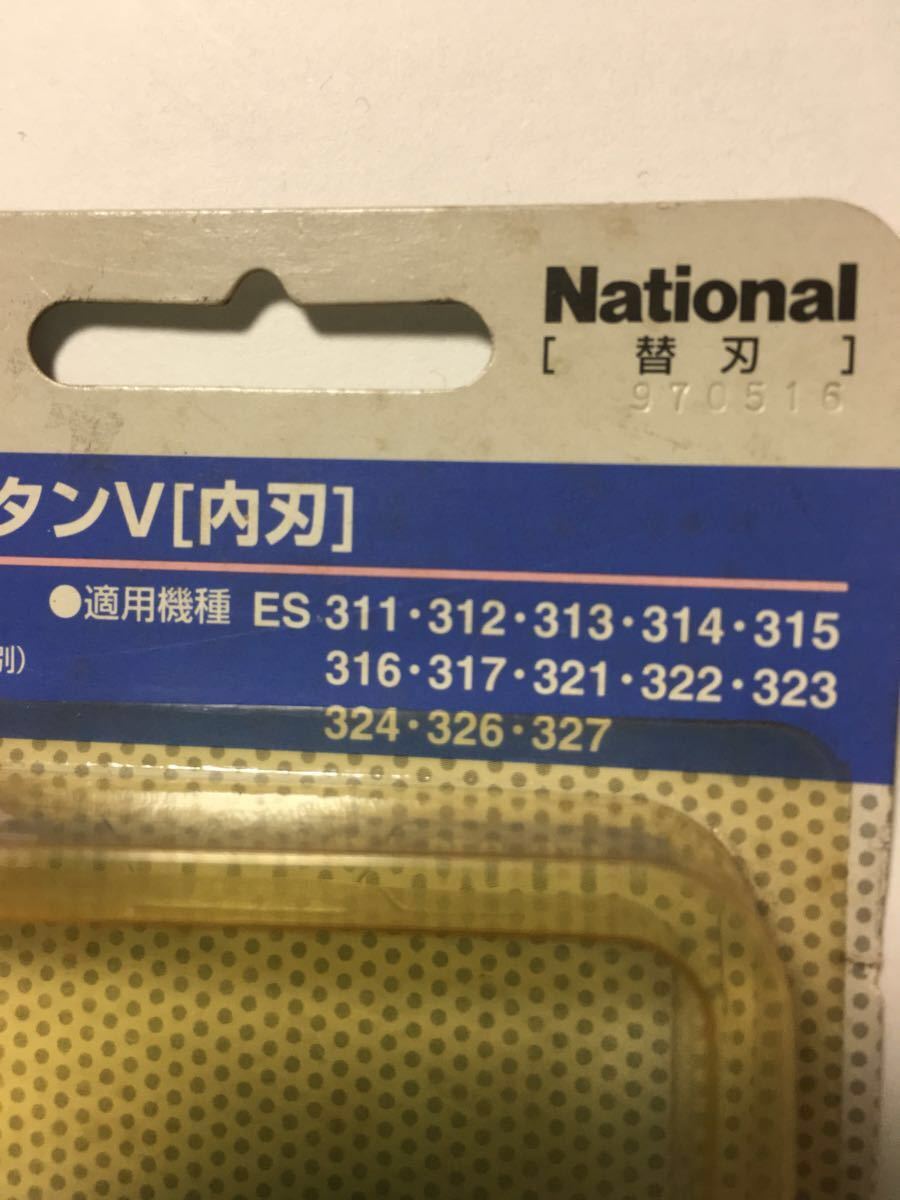 National
[ 替 刃 ]
970516
タンV[内刃]
●適用機種 ES 311・312・313・314・315
別) 316・317・321・322・323
324・326・327